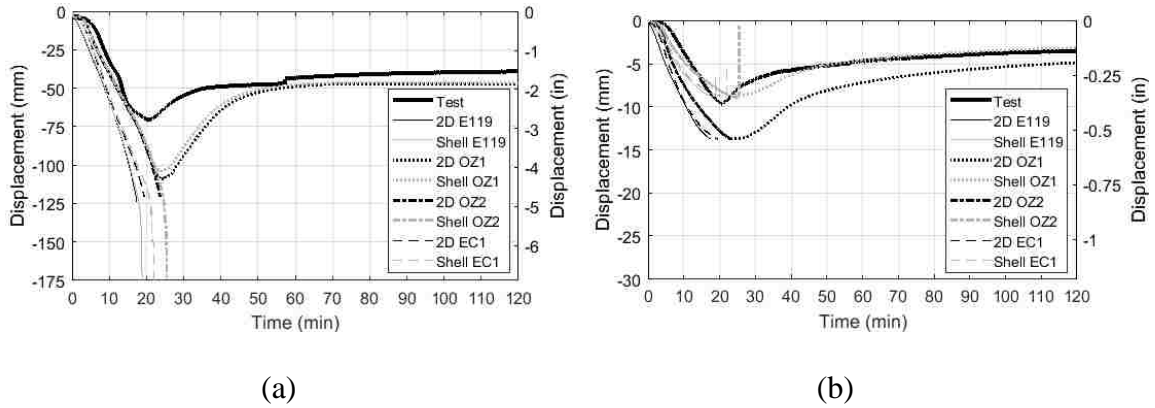 0
-25
-50
-75
-100
-125
-150
-175
Displacement (mm)
0 10 20 30 40 50 60 70 80 90 100 110 120
Time (min)
0
-1
-2
-3
-4
-5
-6
Displacement (in)
Test
2D E119
Shell E119
2D OZ1
Shell OZ1
2D OZ2
Shell OZ2
2D EC1
Shell EC1
(a)
0
-5
-10
-15
-20
-25
-30
Displacement (mm)
0 10 20 30 40 50 60 70 80 90 100 110 120
Time (min)
0
-0.25
-0.5
-0.75
-1
Displacement (in)
Test
2D E119
Shell E119
2D OZ1
Shell OZ1
2D OZ2
Shell OZ2
2D EC1
Shell EC1
(b)